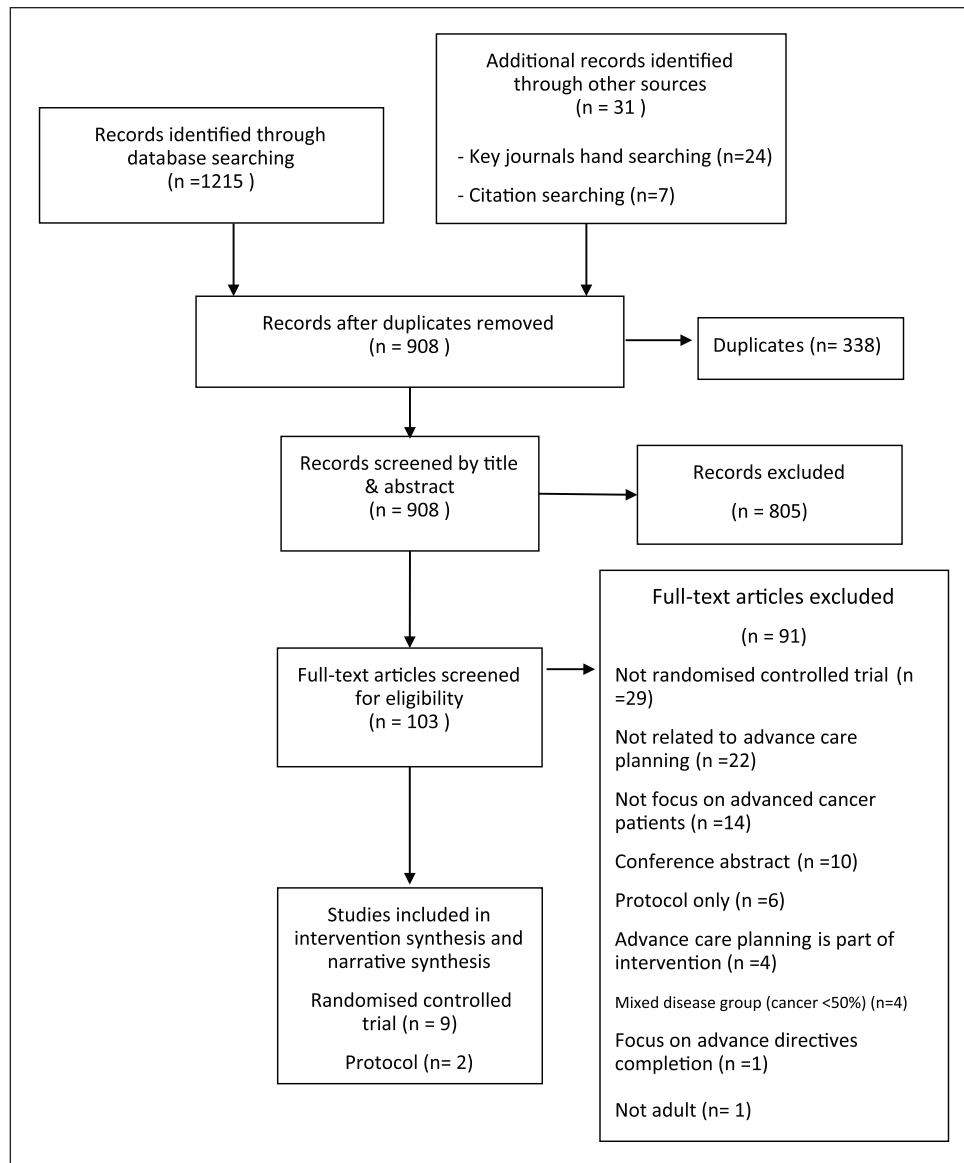 Records identified through
database searching
(n =1215 )
Additional records identified
through other sources
(n = 31 )
- Key journals hand searching (n=24)
- Citation searching (n=7)
Records after duplicates removed
(n = 908 )
Duplicates (n= 338)
Records screened by title
& abstract
(n = 908 )
Records excluded
(n = 805)
Full-text articles screened
for eligibility
(n = 103 )
Full-text articles excluded
(n = 91)
Not randomised controlled trial (n
=29)
Not related to advance care
planning (n =22)
Not focus on advanced cancer
patients (n =14)
Conference abstract (n =10)
Protocol only (n =6)
Advance care planning is part of
intervention (n =4)
Mixed disease group (cancer <50%) (n=4)
Focus on advance directives
completion (n =1)
Not adult (n= 1)
Studies included in
intervention synthesis and
narrative synthesis
Randomised controlled
trial (n = 9)
Protocol (n= 2)